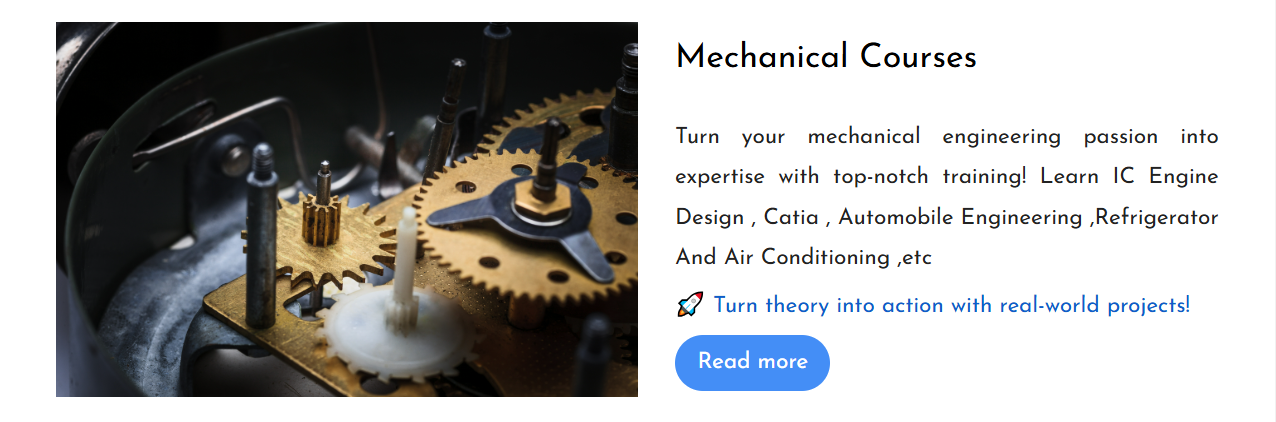 Mechanical Courses
Turn your mechanical engineering passion into
expertise with top-notch training! Learn IC Engine
Design , Catia , Automobile Engineering ,Refrigerator
And Air Conditioning ,etc
🚀 Turn theory into action with real-world projects!
Read more